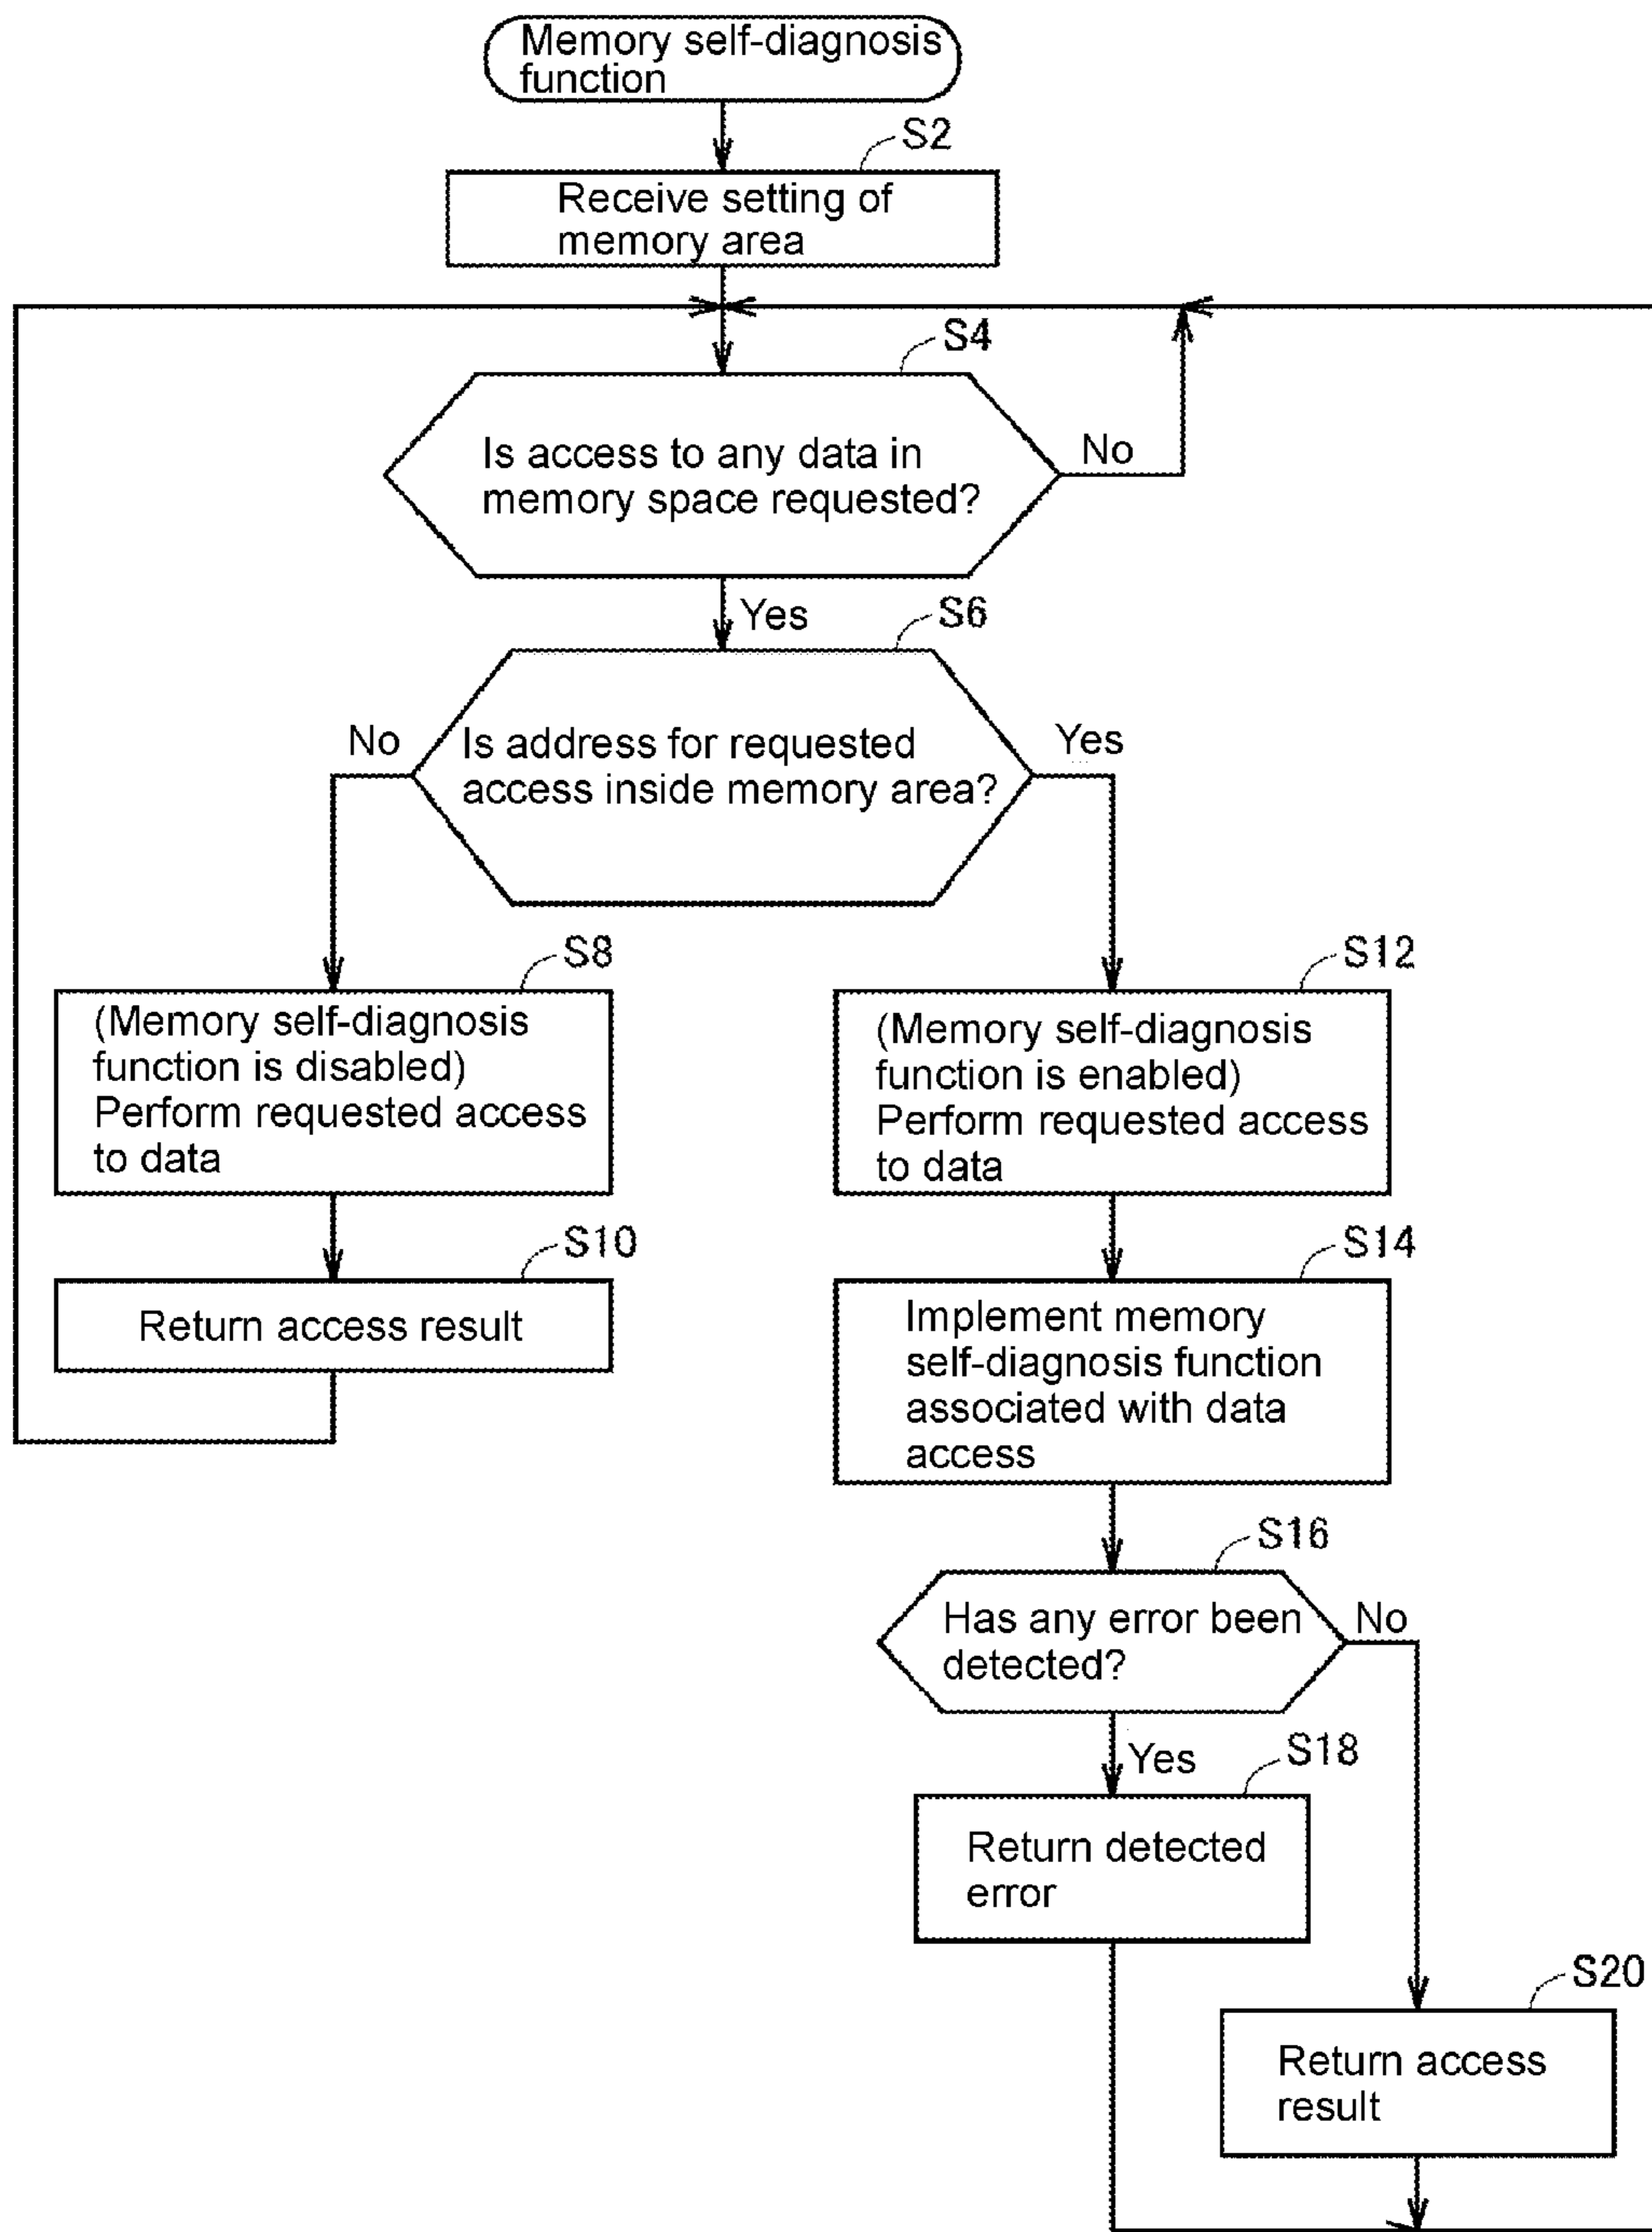 Memory self-diagnosis
function
S2
Receive setting of
memory area
S4
Is access to any data in
memory space requested?
No
Yes
S6
No
Is address for requested
access inside memory area?
Yes
S8
(Memory self-diagnosis
function is disabled)
Perform requested access
to data
S12
(Memory self-diagnosis
function is enabled)
Perform requested access
to data
S10
Return access result
S14
Implement memory
self-diagnosis function
associated with data
access
S16
Has any error been
detected?
No
Yes
S18
Return detected
error
S20
Return access
result